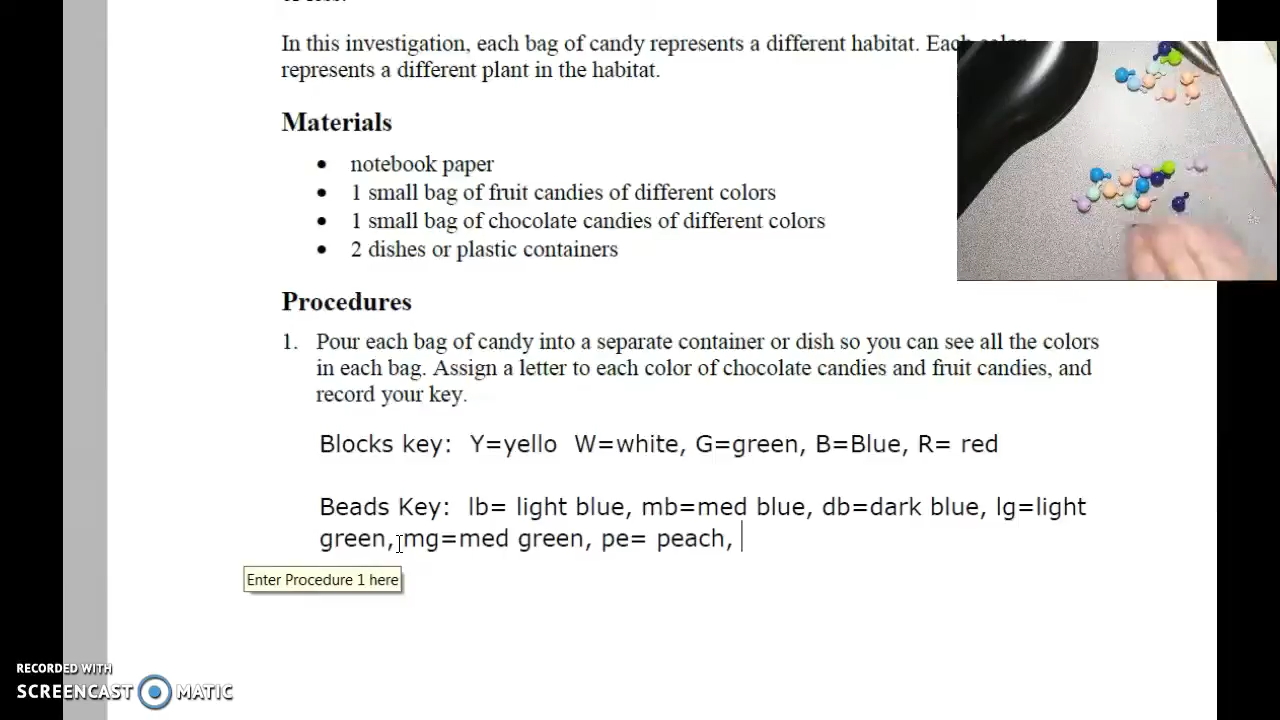 In this investigation, each bag of candy represents a different habitat. Each color
represents a different plant in the habitat.
Materials
• notebook paper
• 1 small bag of fruit candies of different colors
• 1 small bag of chocolate candies of different colors
• 2 dishes or plastic containers
Procedures
1. Pour each bag of candy into a separate container or dish so you can see all the colors
in each bag. Assign a letter to each color of chocolate candies and fruit candies, and
record your key.
Blocks key: Y=yello W=white, G=green, B=Blue, R= red
Beads Key: lb= light blue, mb=med blue, db=dark blue, lg=light
green, mg=med green, pe= peach,
Enter Procedure 1 here
RECORDED WITH
SCREENCAST MATIC